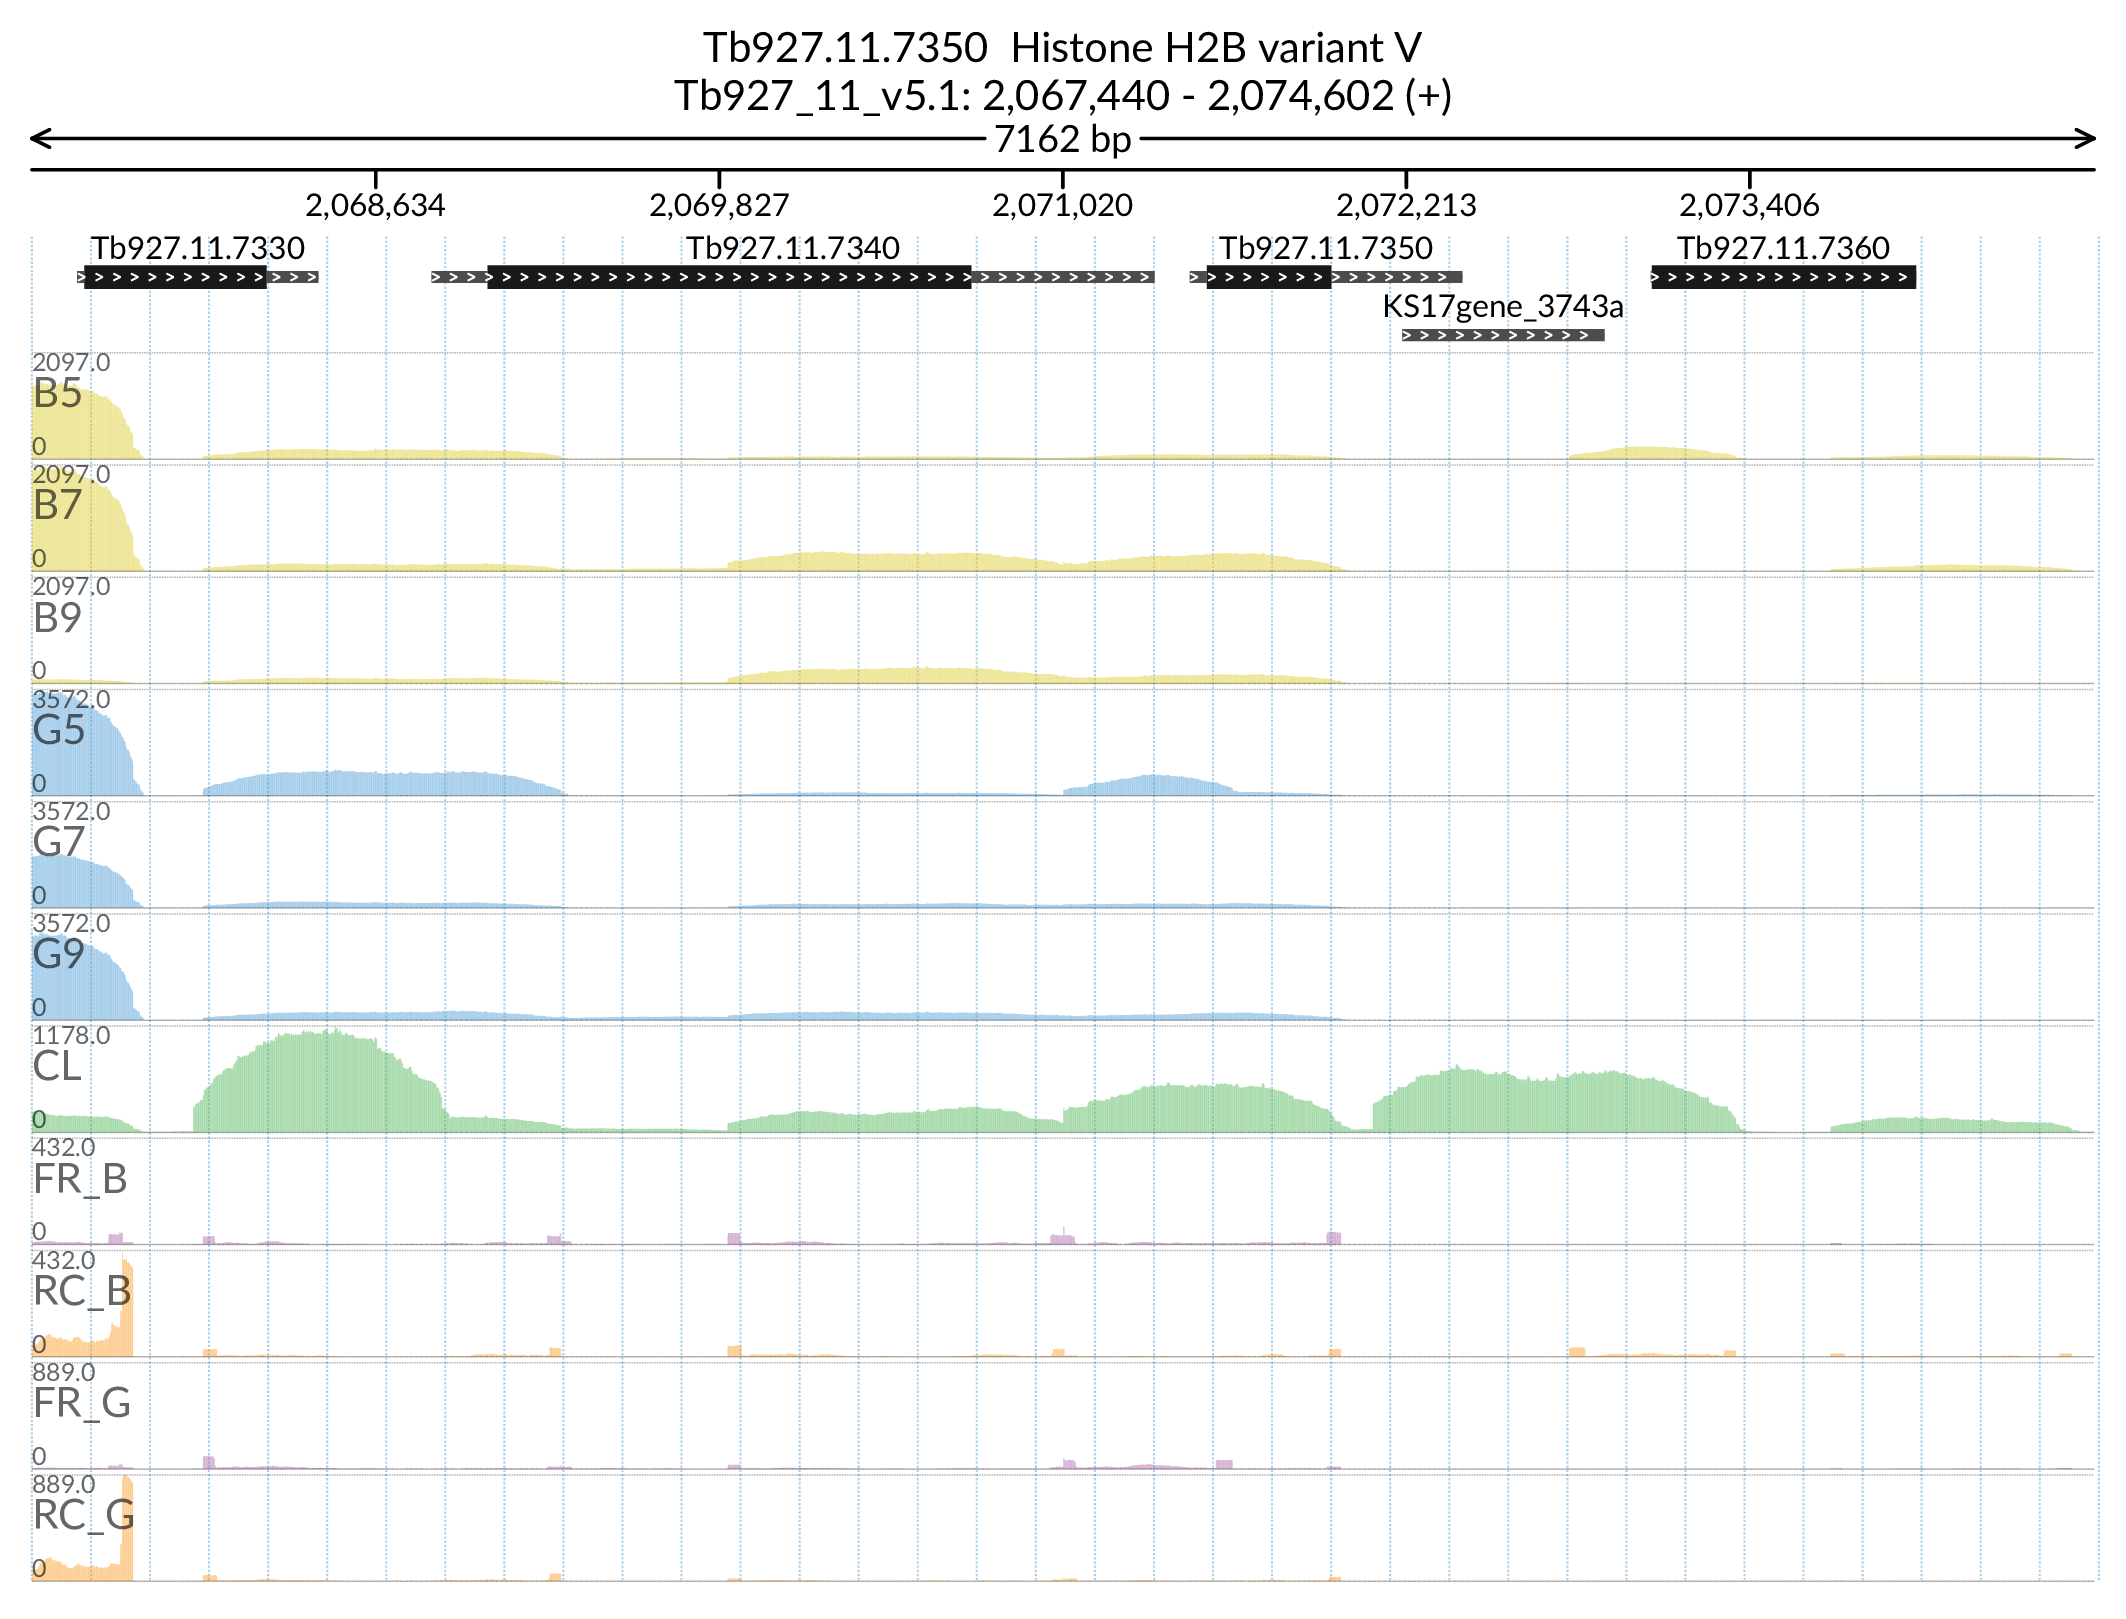 Tb927.11.7350  Histone H2B variant V
Tb927_11_v5.1: 2,067,440 - 2,074,602 (+)
7162 bp
2,068,634 2,069,827 2,071,020 2,072,213 2,073,406
Tb927.11.7330 Tb927.11.7340 Tb927.11.7350 Tb927.11.7360
KS17gene_3743a
2097.0
B5
0
2097.0
B7
0
2097.0
B9
0
3572.0
G5
0
3572.0
G7
0
3572.0
G9
0
1178.0
CL
0
432.0
FR_B
0
432.0
RC_B
0
889.0
FR_G
0
889.0
RC_G
0